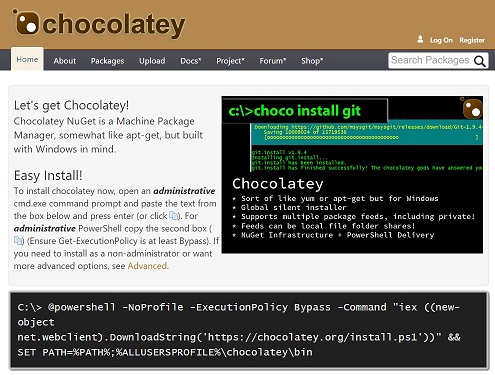 chocolatey
Log On Register
Home About Packages Upload Docs* Project* Forum* Shop*
Search Packages
Let's get Chocolatey!
Chocolatey NuGet is a Machine Package
Manager, somewhat like apt-get, but built
with Windows in mind.
Easy Install!
To install chocolatey now, open an administrative
cmd.exe command prompt and paste the text from
the box below and press enter (or click ). For
administrative PowerShell copy the second box (
) (Ensure Get-ExecutionPolicy is at least Bypass). If
you need to install as a non-administrator or want
more advanced options, see Advanced.
c:\>choco install git
Downloading https://github.com/msysgit/msysgit/releases/download/Git-1.9.4-
Saving
git.install v1.9.4
Installing git.install...
git.install has been installed.
git.install has finished successfully! The chocolatey gods have answered yo
Chocolatey
* Sort of like yum or apt-get but for Windows
* Global silent installer
* Supports multiple package feeds, including private!
* Feeds can be local file folder shares!
* NuGet Infrastructure + PowerShell Delivery
C:\> @powershell -NoProfile -ExecutionPolicy Bypass -Command "iex ((new-
object
net.webclient).DownloadString('https://chocolatey.org/install.ps1'))" &&
SET PATH=%PATH%;%ALLUSERSPROFILE%\chocolatey\bin